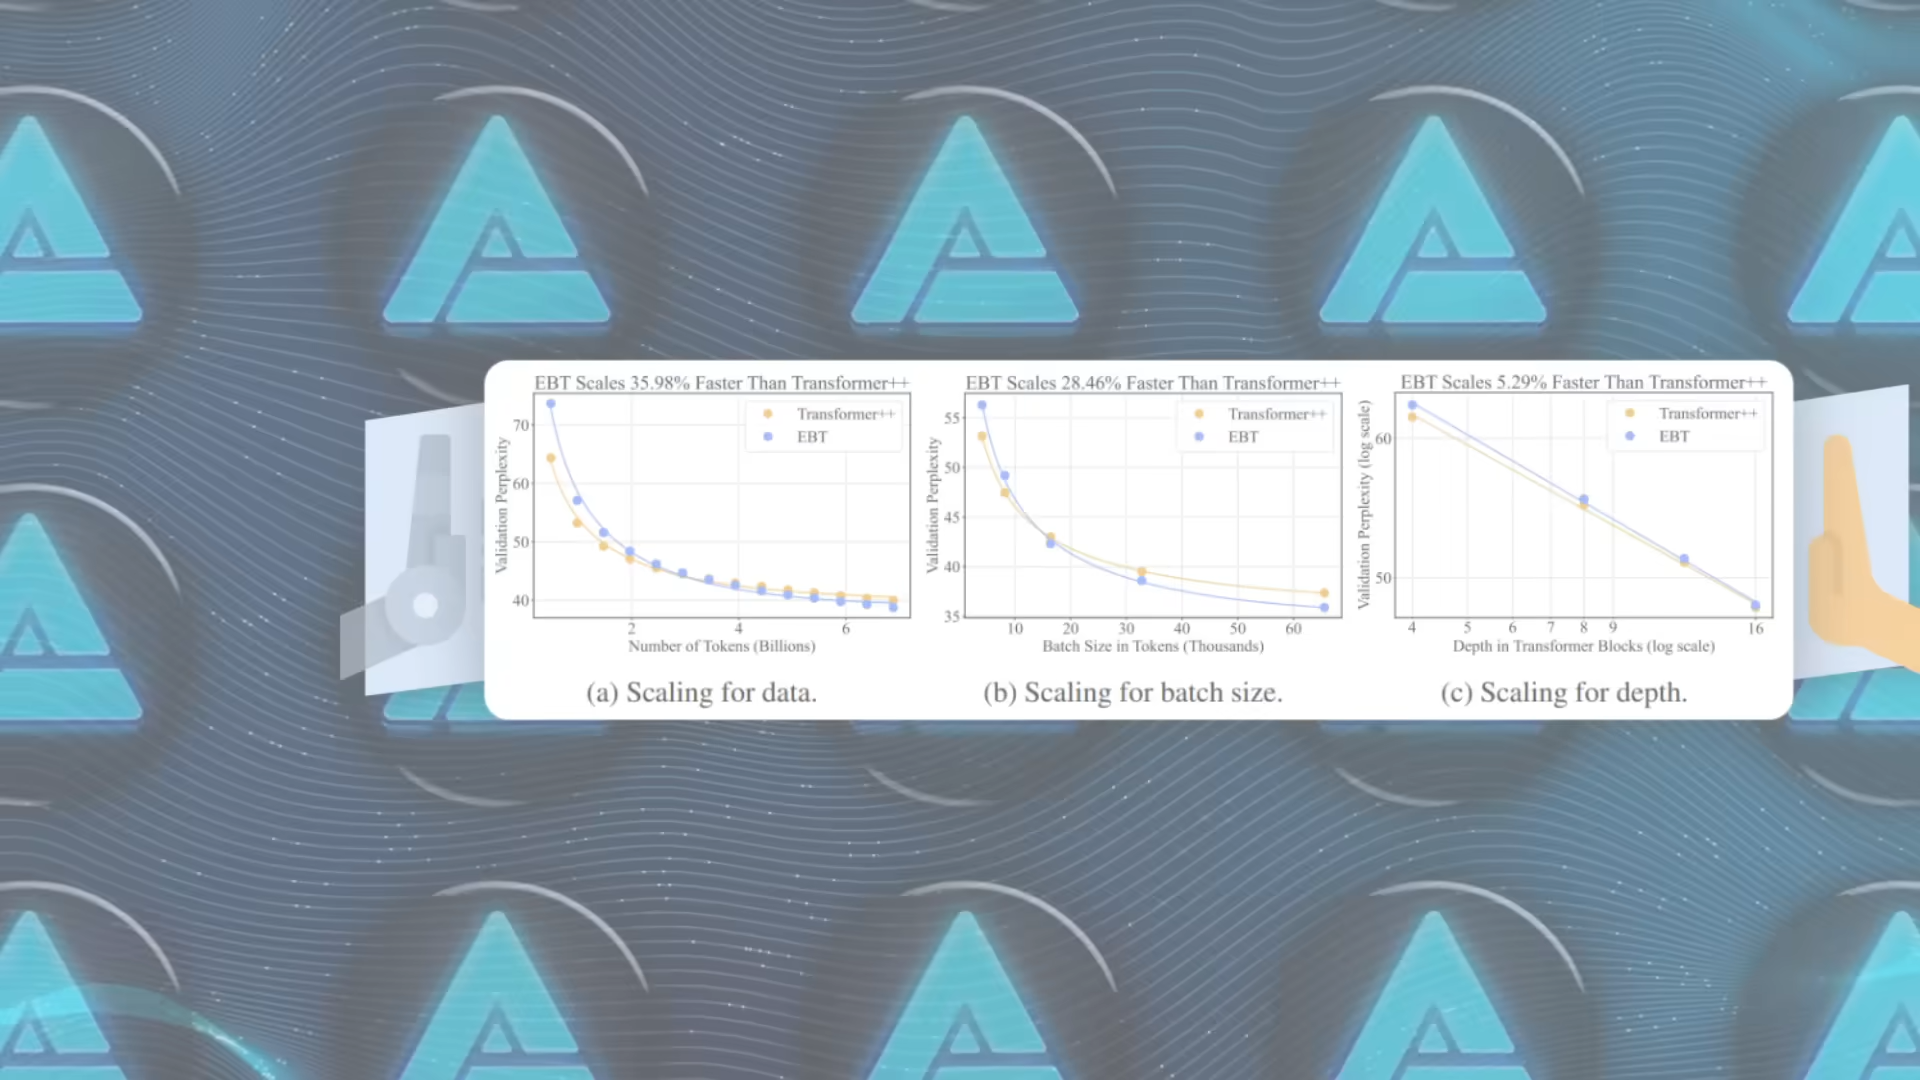 EBT Scales 35.98% Faster Than Transformer++
Validation Perplexity
70
60
50
40
Transformer++
EBT
2 4 6
Number of Tokens (Billions)
(a) Scaling for data.
EBT Scales 28.46% Faster Than Transformer++
Validation Perplexity
55
50
45
40
35
Transformer++
EBT
10 20 30 40 50 60
Batch Size in Tokens (Thousands)
(b) Scaling for batch size.
EBT Scales 5.29% Faster Than Transformer++
Validation Perplexity (log scale)
60
50
Transformer++
EBT
4 5 6 7 8 9 16
Depth in Transformer Blocks (log scale)
(c) Scaling for depth.